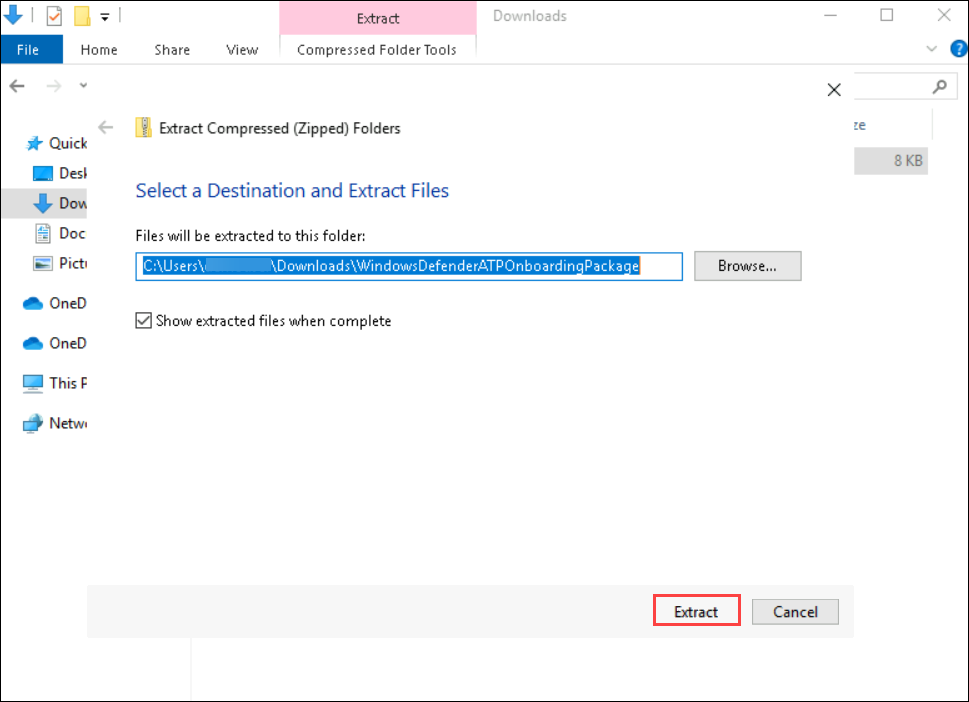 Extract
Downloads
File
Home
Share
View
Compressed Folder Tools
?
Extract Compressed (Zipped) Folders
ze
Quick
8 KB
Desk
Select a Destination and Extract Files
Dow
Files will be extracted to this folder:
Doc
C:\Users\ \Downloads\WindowsDefenderATPOnboardingPackage
Browse...
Pictu
OneD
Show extracted files when complete
OneD
This P
Netwo
Extract
Cancel